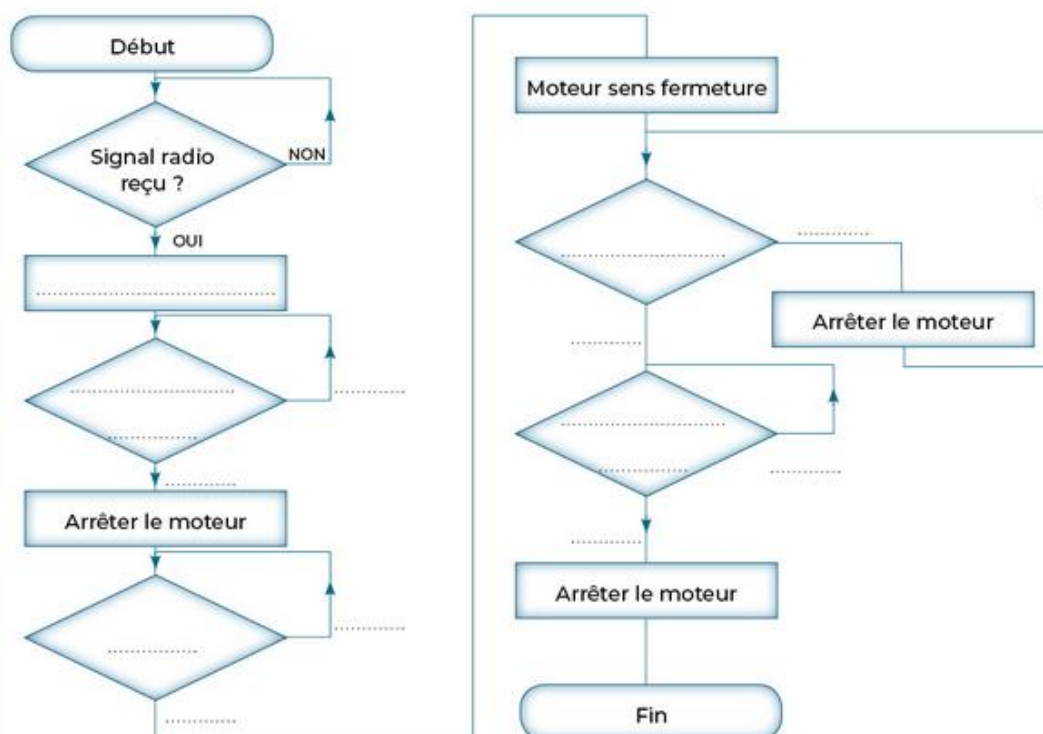 Début
Signal radio
reçu ?
NON
OUI
Arrêter le moteur
Moteur sens fermeture
Arrêter le moteur
Arrêter le moteur
Fin